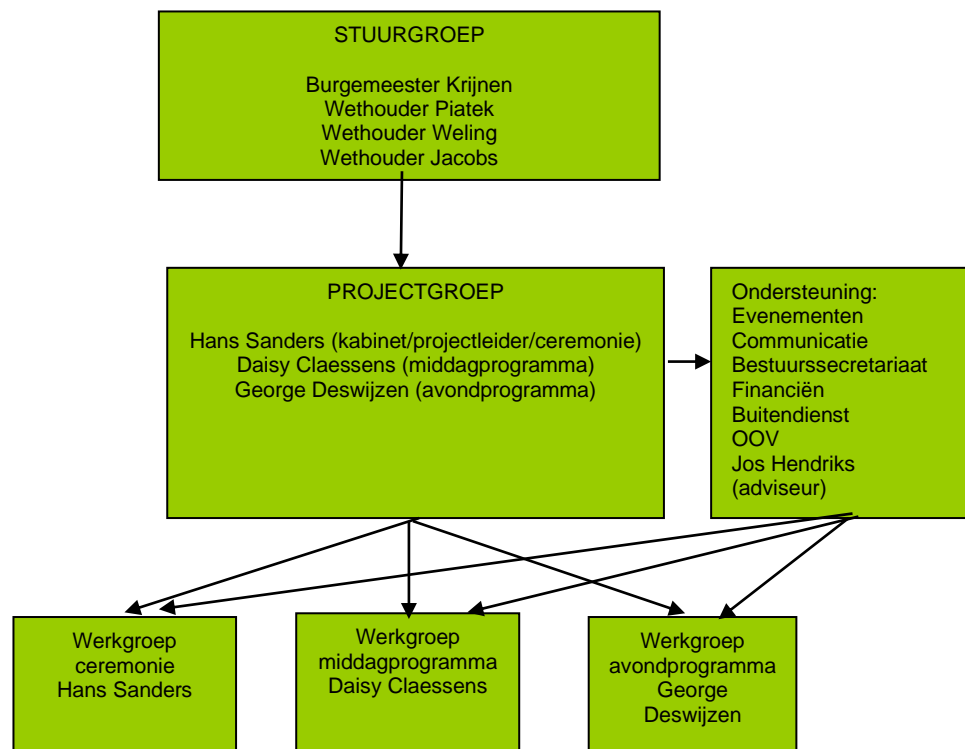 STUURGROEP
Burgemeester Krijnen
Wethouder Piatek
Wethouder Weling
Wethouder Jacobs
PROJECTGROEP
Hans Sanders (kabinet/projectleider/ceremonie)
Daisy Claessens (middagprogramma)
George Deswijzen (avondprogramma)
Ondersteuning:
Evenementen
Communicatie
Bestuurssecretariaat
Financiën
Buitendienst
OOV
Jos Hendriks
(adviseur)
Werkgroep
ceremonie
Hans Sanders
Werkgroep
middagprogramma
Daisy Claessens
Werkgroep
avondprogramma
George
Deswijzen